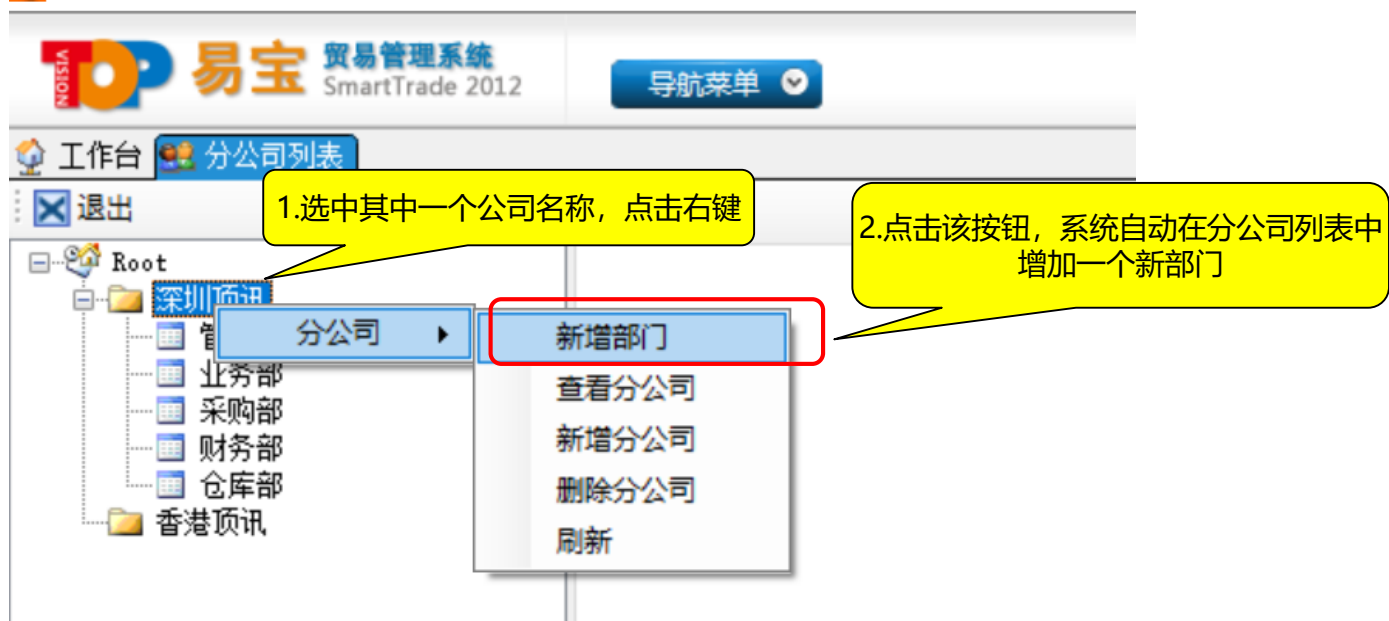 TOP
VISION
易宝
贸易管理系统
SmartTrade 2012
导航菜单
工作台
分公司列表
退出
1.选中其中一个公司名称，点击右键
2.点击该按钮，系统自动在分公司列表中
增加一个新部门
Root
深圳顶讯
分公司
新增部门
查看分公司
新增分公司
删除分公司
刷新
业务部
采购部
财务部
仓库部
香港顶讯